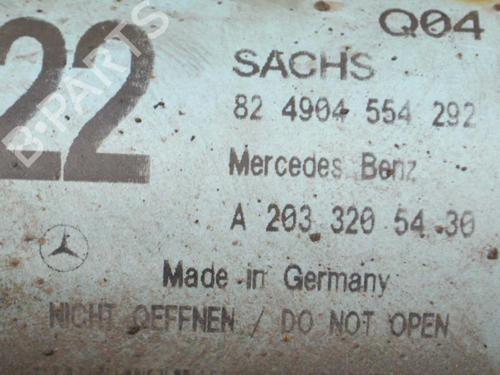 Q04
22
SACHS
82 4904 554 292
Mercedes Benz
A 203 320 54 30
Made in Germany
NICHT OEFFNEN / DO NOT OPEN
B-PARTS